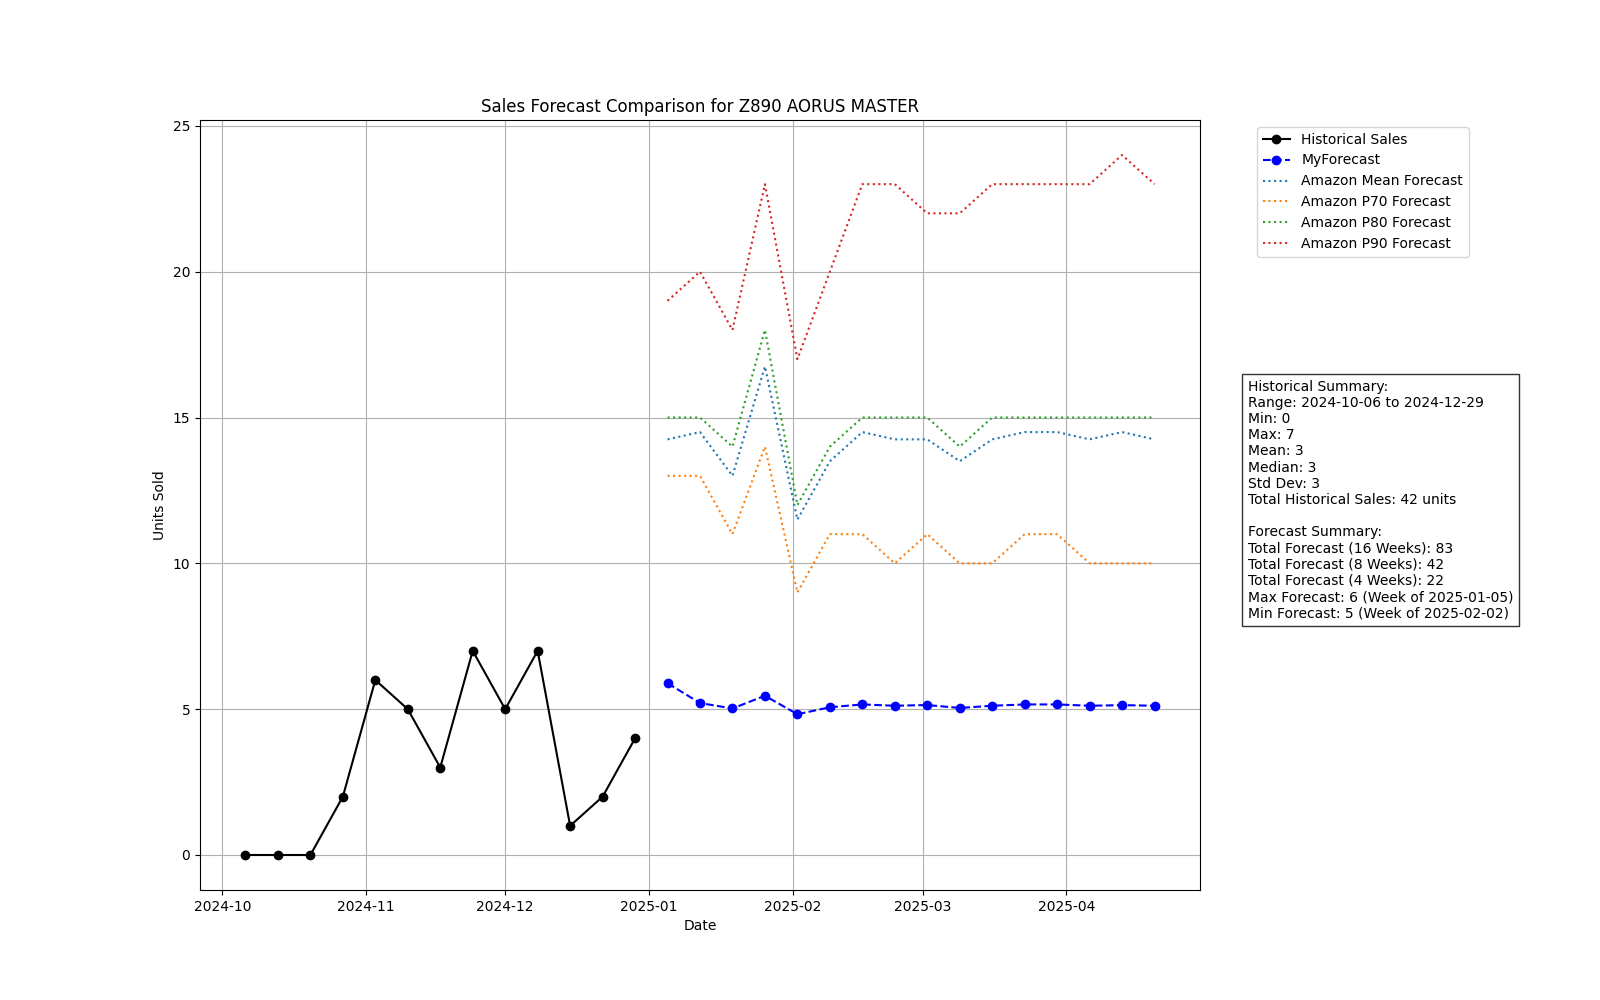 Sales Forecast Comparison for Z890 AORUS MASTER
25
20
15
10
5
0
Units Sold
2024-10
2024-11
2024-12
2025-01
2025-02
2025-03
2025-04
Date
Historical Sales
MyForecast
Amazon Mean Forecast
Amazon P70 Forecast
Amazon P80 Forecast
Amazon P90 Forecast
Historical Summary:
Range: 2024-10-06 to 2024-12-29
Min: 0
Max: 7
Mean: 3
Median: 3
Std Dev: 3
Total Historical Sales: 42 units
Forecast Summary:
Total Forecast (16 Weeks): 83
Total Forecast (8 Weeks): 42
Total Forecast (4 Weeks): 22
Max Forecast: 6 (Week of 2025-01-05)
Min Forecast: 5 (Week of 2025-02-02)